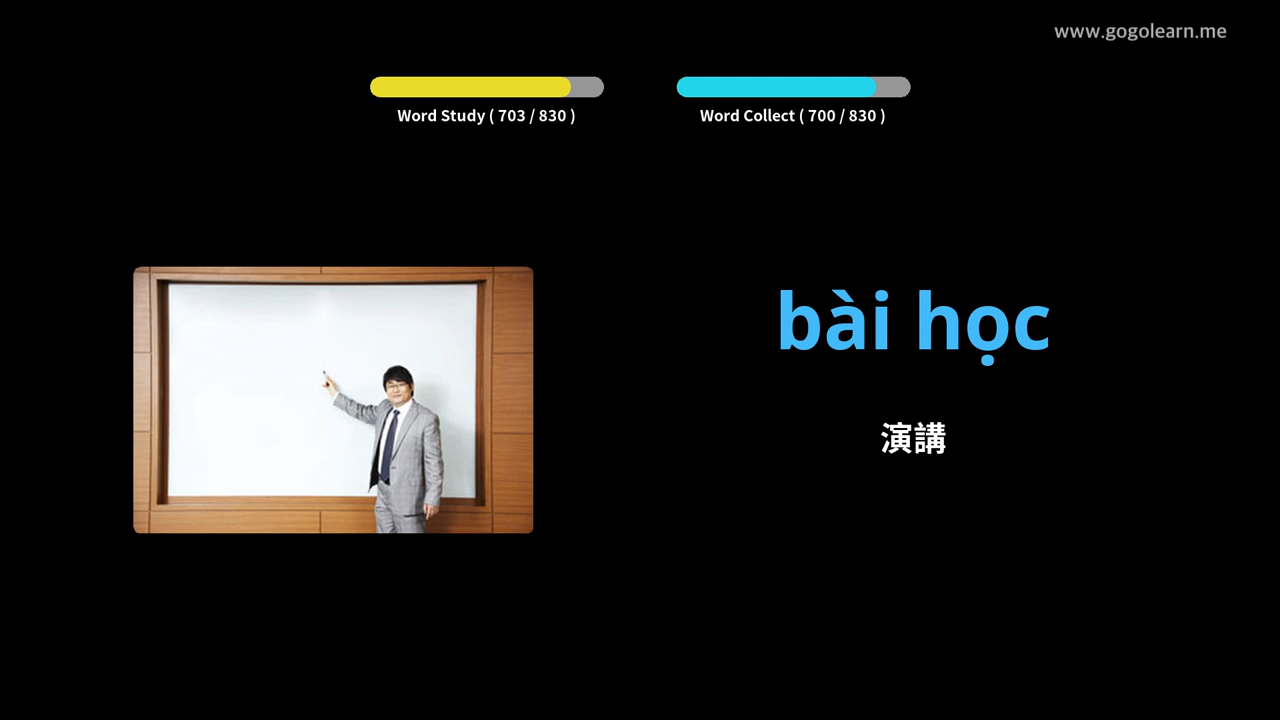 www.gogolearn.me
Word Study ( 703 / 830 )
Word Collect ( 700 / 830 )
bài học
演講